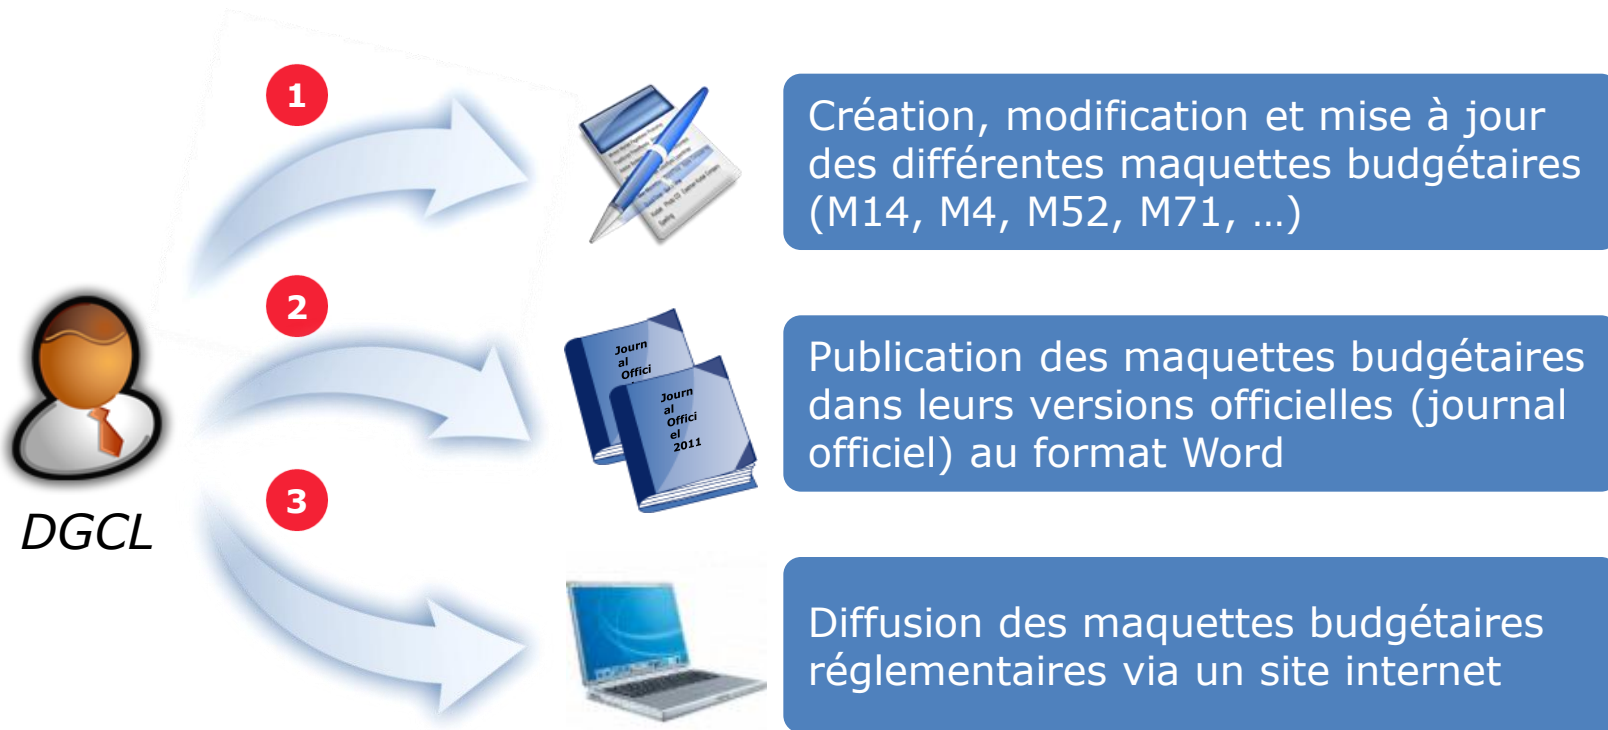 1
Création, modification et mise à jour
des différentes maquettes budgétaires
(M14, M4, M52, M71, …)
2
Journ
al
Offici
Journ
al
Offici
el
2011
Publication des maquettes budgétaires
dans leurs versions officielles (journal
officiel) au format Word
DGCL
3
Diffusion des maquettes budgétaires
réglementaires via un site internet